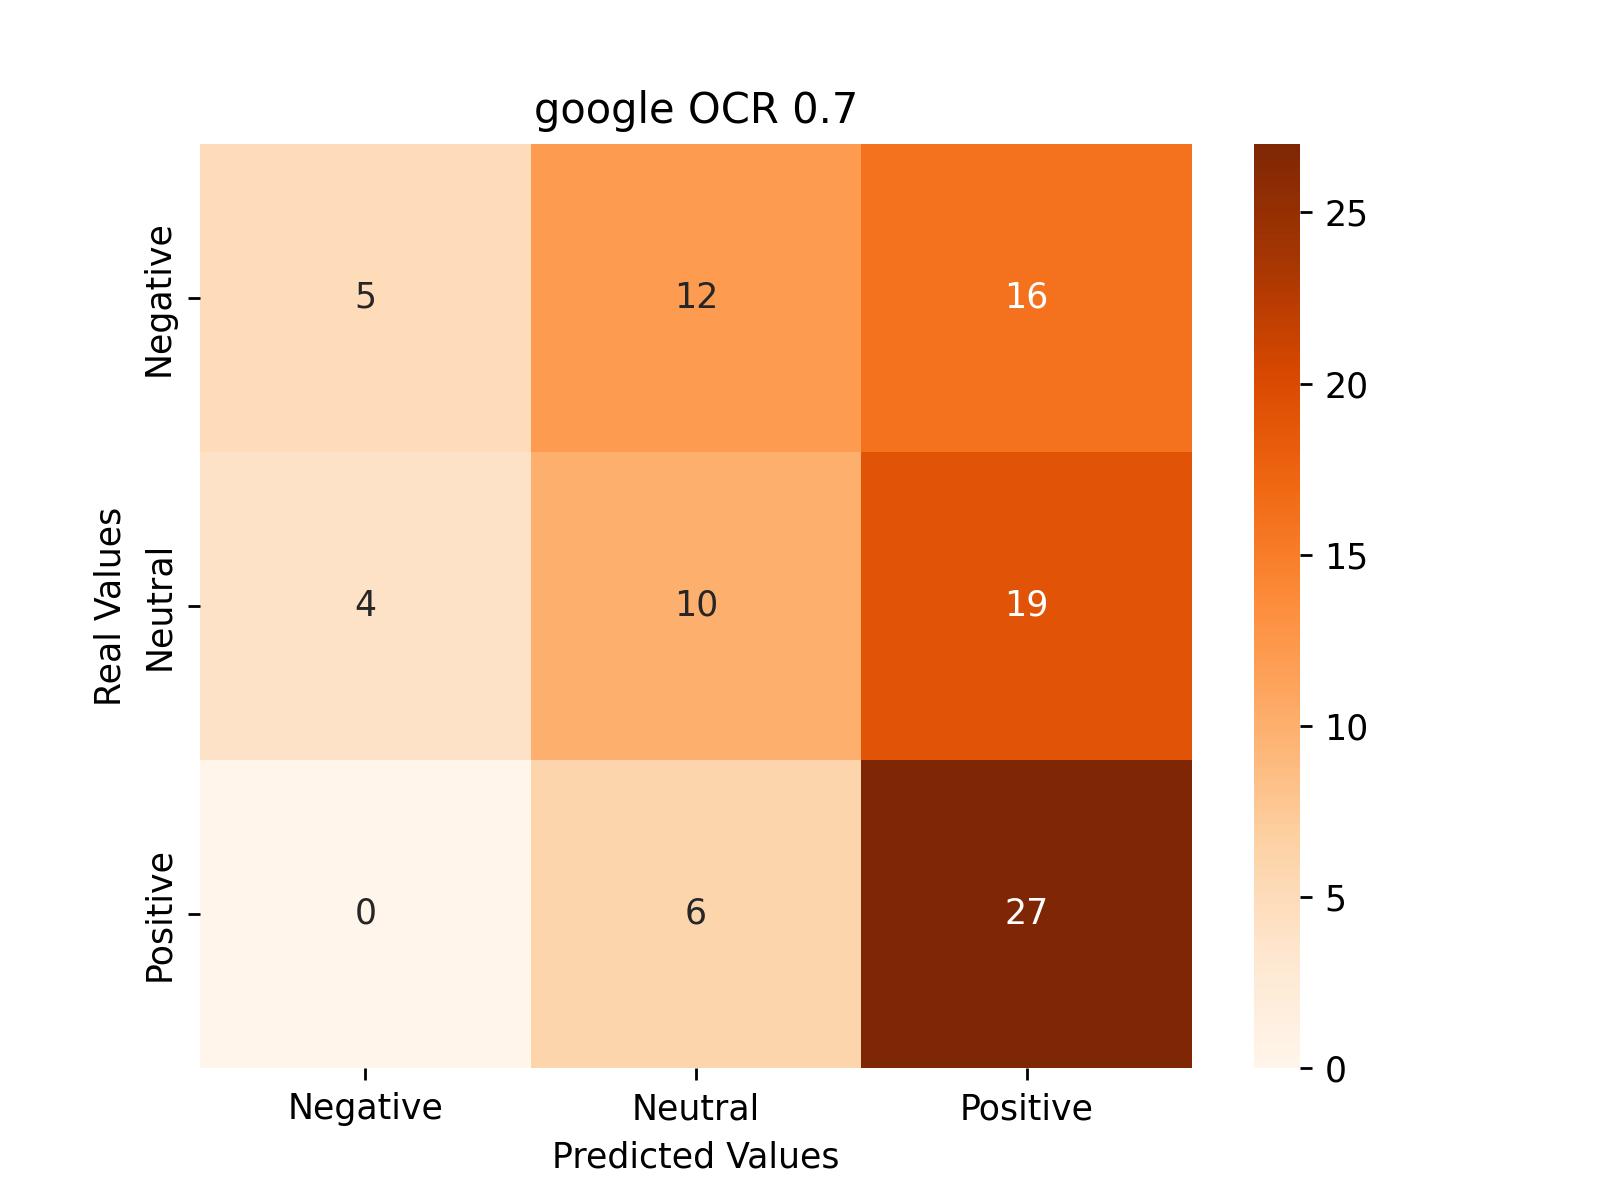 google OCR 0.7
Real Values
Negative
5 12 16
Neutral
4 10 19
Positive
0 6 27
Negative Neutral Positive
Predicted Values
25
20
15
10
5
0